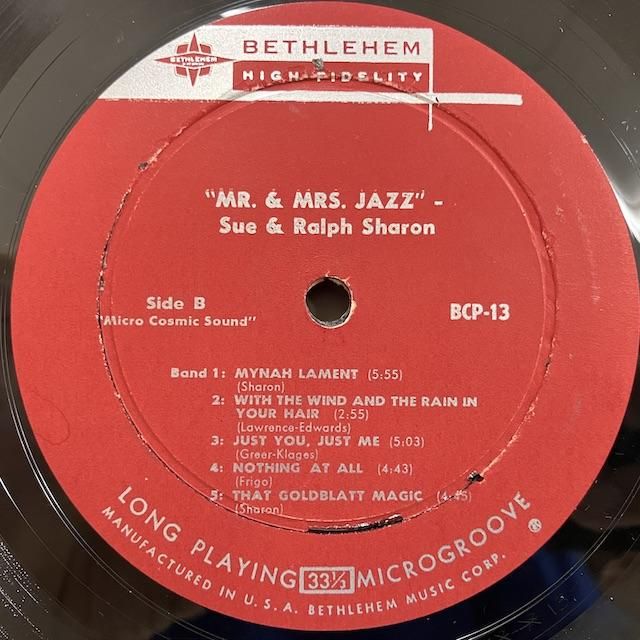 BETHLEHEM
BETHLEHEM
HIGH FIDELITY
"MR. & MRS. JAZZ" -
Sue & Ralph Sharon
Side B
"Micro Cosmic Sound"
BCP-13
Band 1: MYNAH LAMENT (5:55)
(Sharon)
2: WITH THE WIND AND THE RAIN IN
YOUR HAIR (2:55)
(Lawrence-Edwards)
3: JUST YOU, JUST ME (5:03)
(Greer-Klages)
4: NOTHING AT ALL (4:43)
(Frigo)
5: THAT GOLDBLATT MAGIC (4:45)
(Sharon)
LONG PLAYING 33⅓ MICROGROOVE
MANUFACTURED IN U.S.A. BETHLEHEM MUSIC CORP.